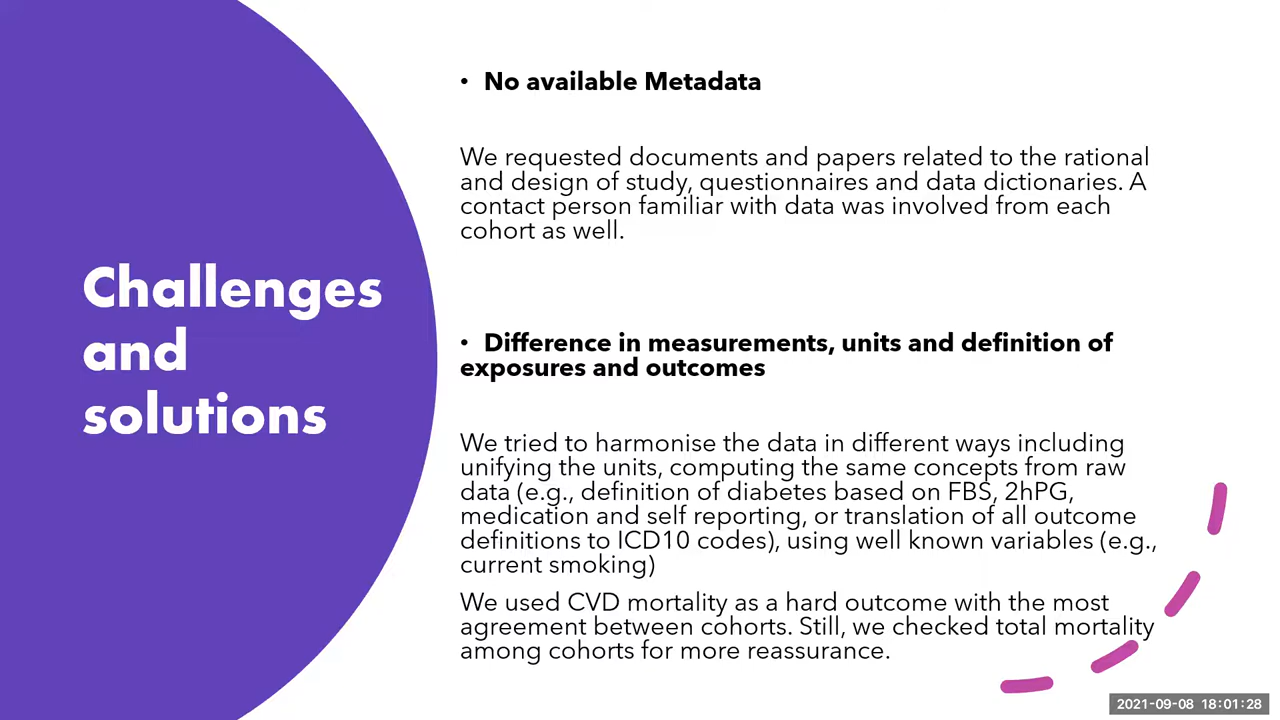 Challenges
and
solutions
• No available Metadata
We requested documents and papers related to the rational
and design of study, questionnaires and data dictionaries. A
contact person familiar with data was involved from each
cohort as well.
• Difference in measurements, units and definition of
exposures and outcomes
We tried to harmonise the data in different ways including
unifying the units, computing the same concepts from raw
data (e.g., definition of diabetes based on FBS, 2hPG,
medication and self reporting, or translation of all outcome
definitions to ICD10 codes), using well known variables (e.g.,
current smoking)
We used CVD mortality as a hard outcome with the most
agreement between cohorts. Still, we checked total mortality
among cohorts for more reassurance.
2021-09-08 18:01:28